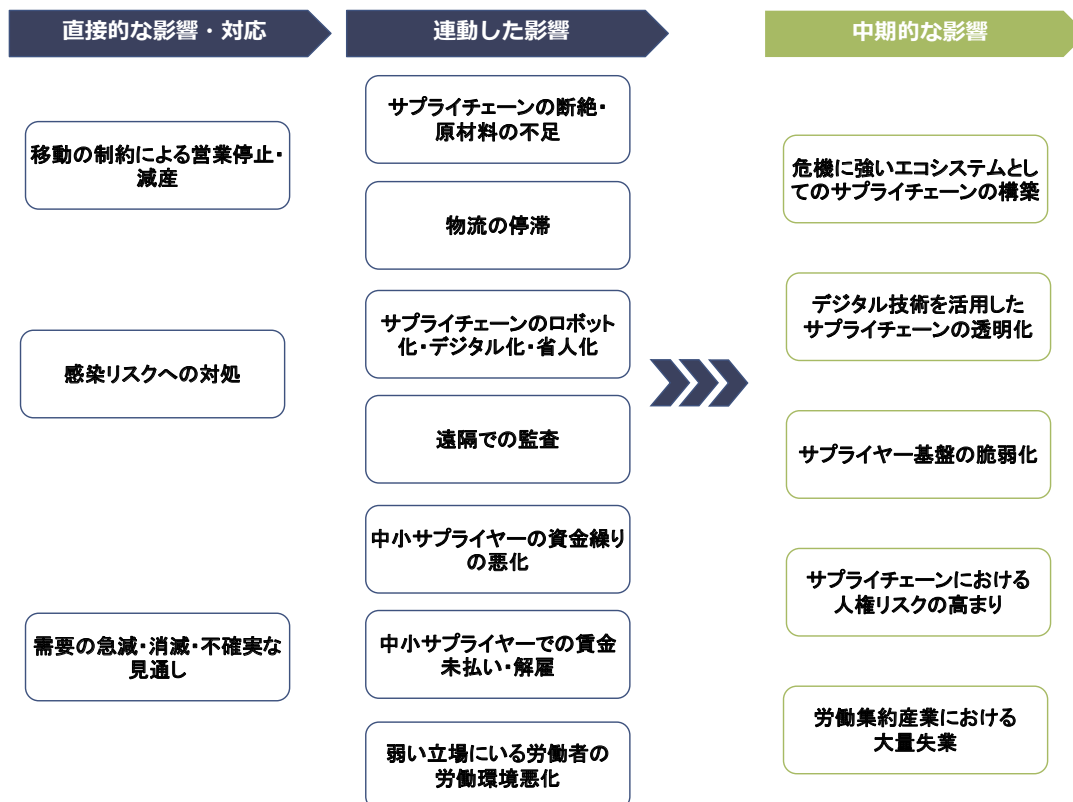 直接的な影響・対応
連動した影響
中期的な影響
移動の制約による営業停止・
減産
感染リスクへの対処
需要の急減・消滅・不確実な
見通し
サプライチェーンの断絶・
原材料の不足
物流の停滞
サプライチェーンのロボット
化・デジタル化・省人化
遠隔での監査
中小サプライヤーの資金繰り
の悪化
中小サプライヤーでの賃金
未払い・解雇
弱い立場にいる労働者の
労働環境悪化
危機に強いエコシステムとし
てのサプライチェーンの構築
デジタル技術を活用した
サプライチェーンの透明化
サプライヤー基盤の脆弱化
サプライチェーンにおける
人権リスクの高まり
労働集約産業における
大量失業